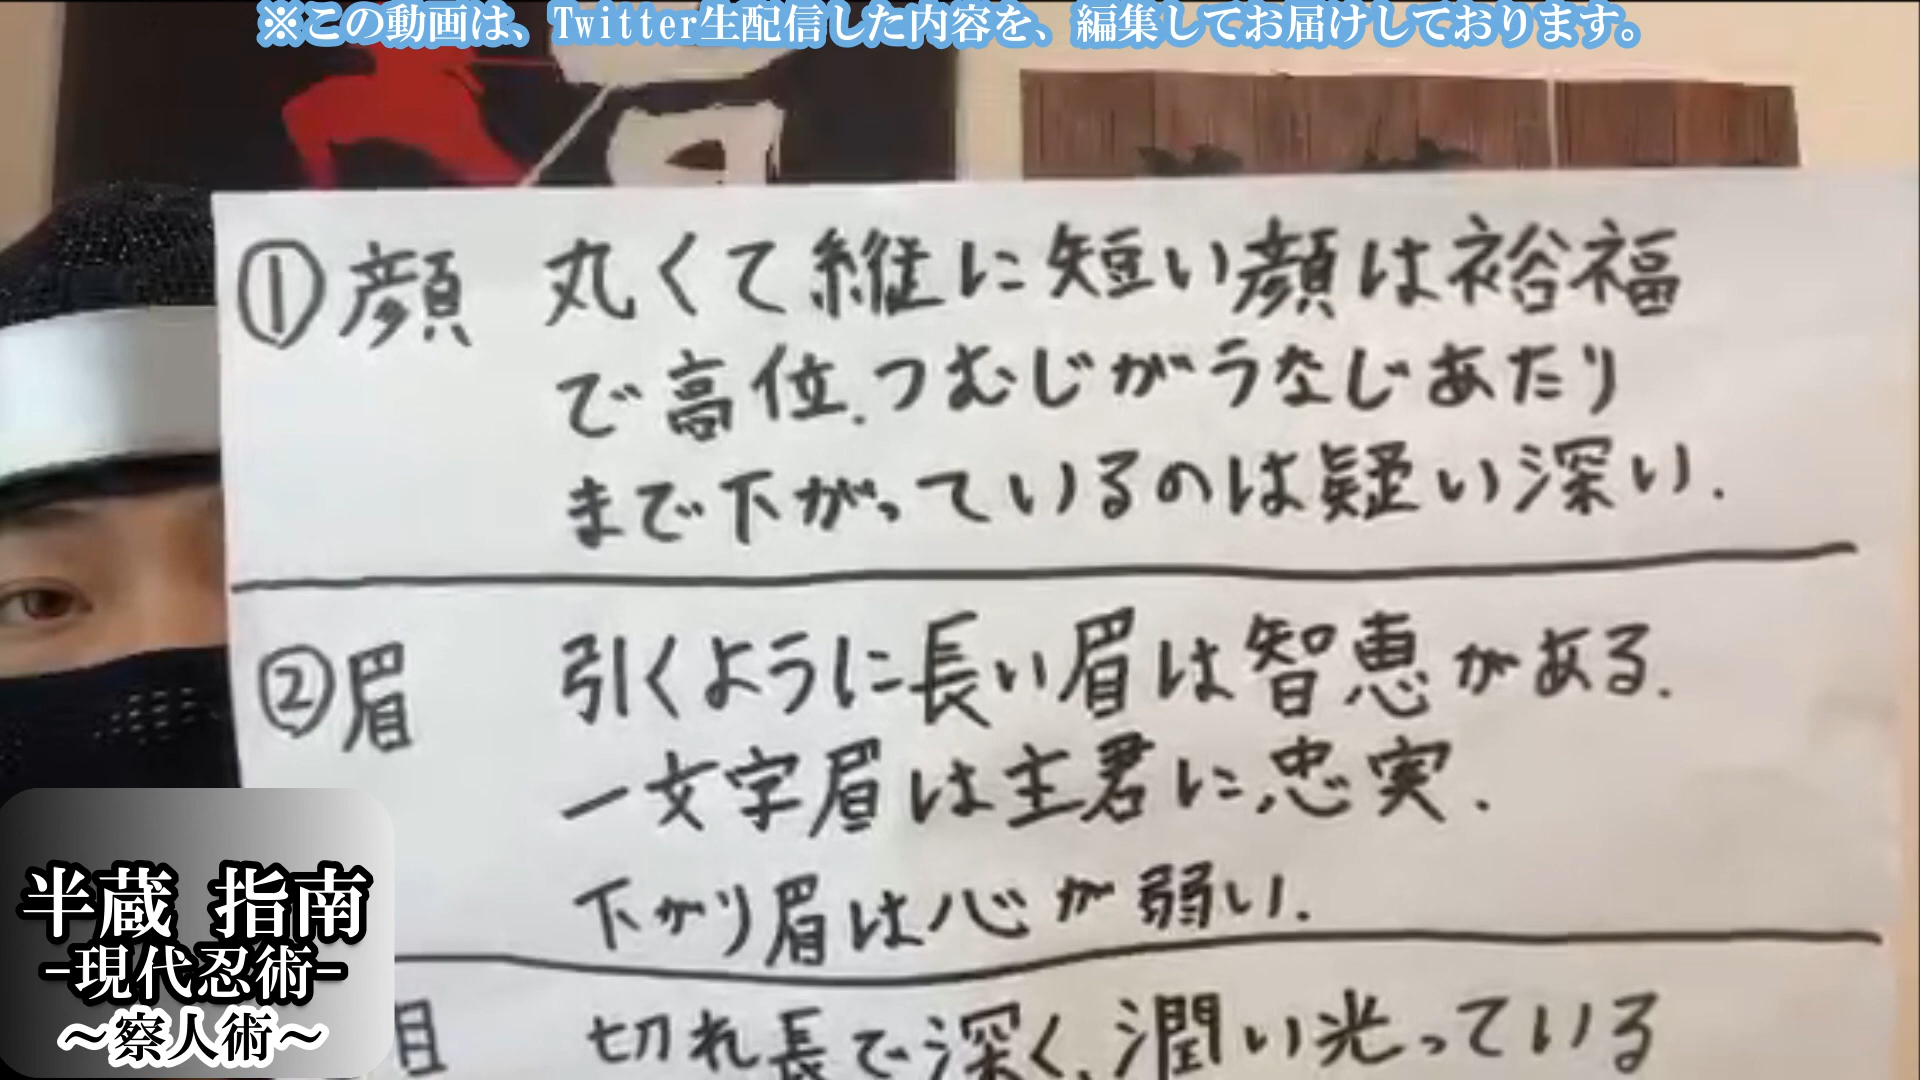 ※この動画は、Twitter生配信した内容を、編集してお届けしております。
①顔 丸くて維に短い顔は裕福
で高位.つむじがうなじあたり
まで下がっているのは疑い深い.
②眉 引くように長い眉は智恵がある.
一文字眉は主君に忠実.
下がり眉は心が弱い.
目 切れ長で深く、潤い光っている
半蔵 指南
-現代忍術-
～察人術～